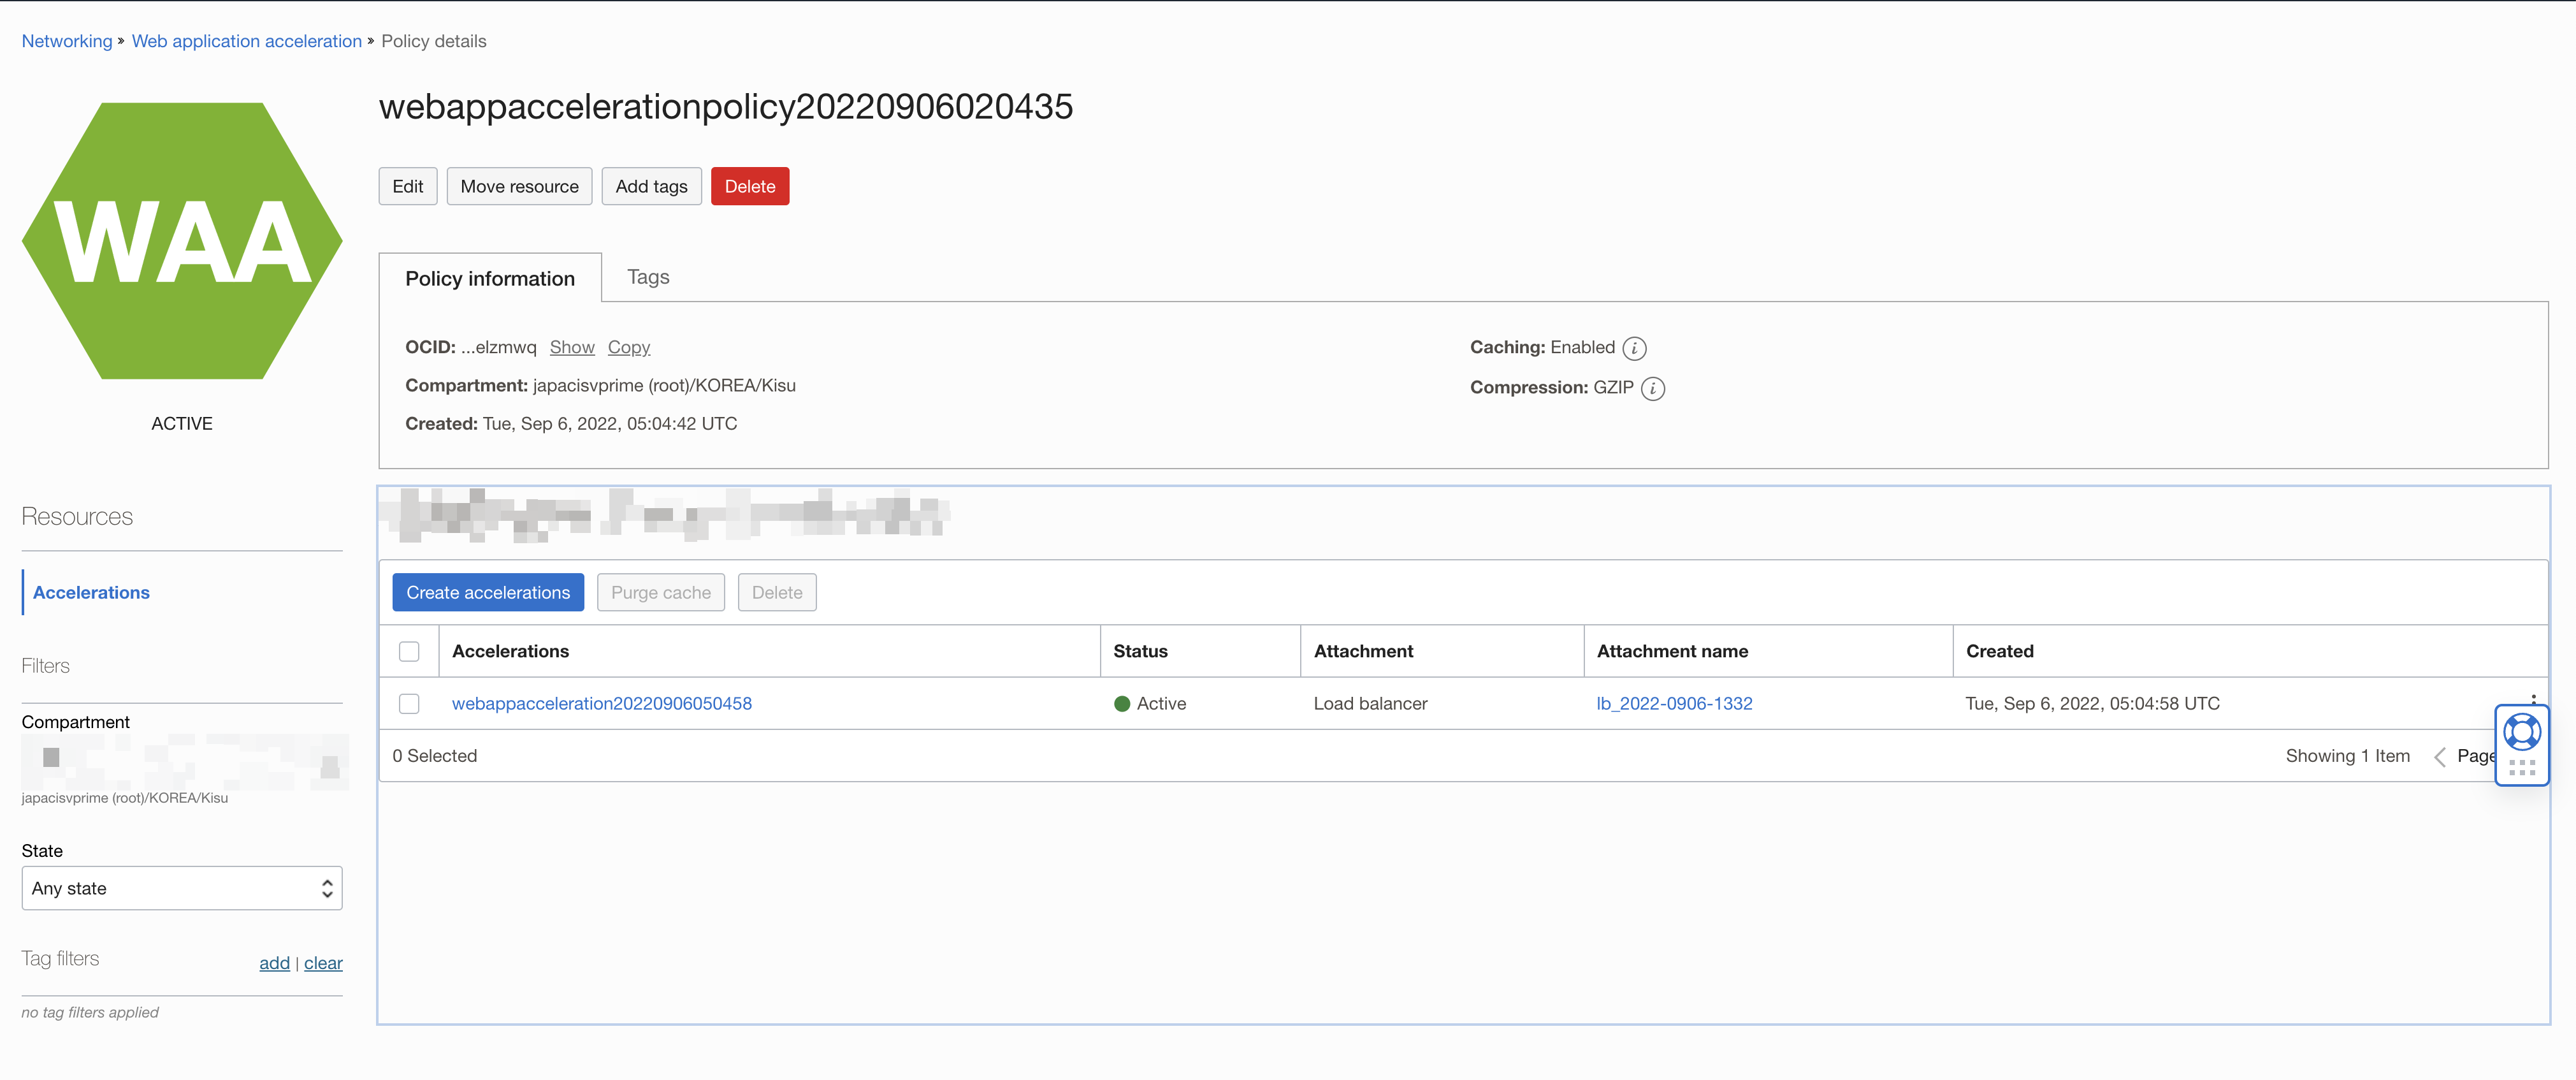 Networking » Web application acceleration » Policy details
WAA
ACTIVE
webappaccelerationpolicy20220906020435
Edit Move resource Add tags Delete
Policy information Tags
OCID: ...elzmwq Show Copy
Compartment: japacisvprime (root)/KOREA/Kisu
Created: Tue, Sep 6, 2022, 05:04:42 UTC
Caching: Enabled i
Compression: GZIP i
Resources
Accelerations
Filters
Compartment
japacisvprime (root)/KOREA/Kisu
State
Any state
Tag filters add | clear
no tag filters applied
Create accelerations Purge cache Delete
Accelerations Status Attachment Attachment name Created
webappacceleration20220906050458 Active Load balancer lb_2022-0906-1332 Tue, Sep 6, 2022, 05:04:58 UTC
0 Selected Showing 1 Item Page